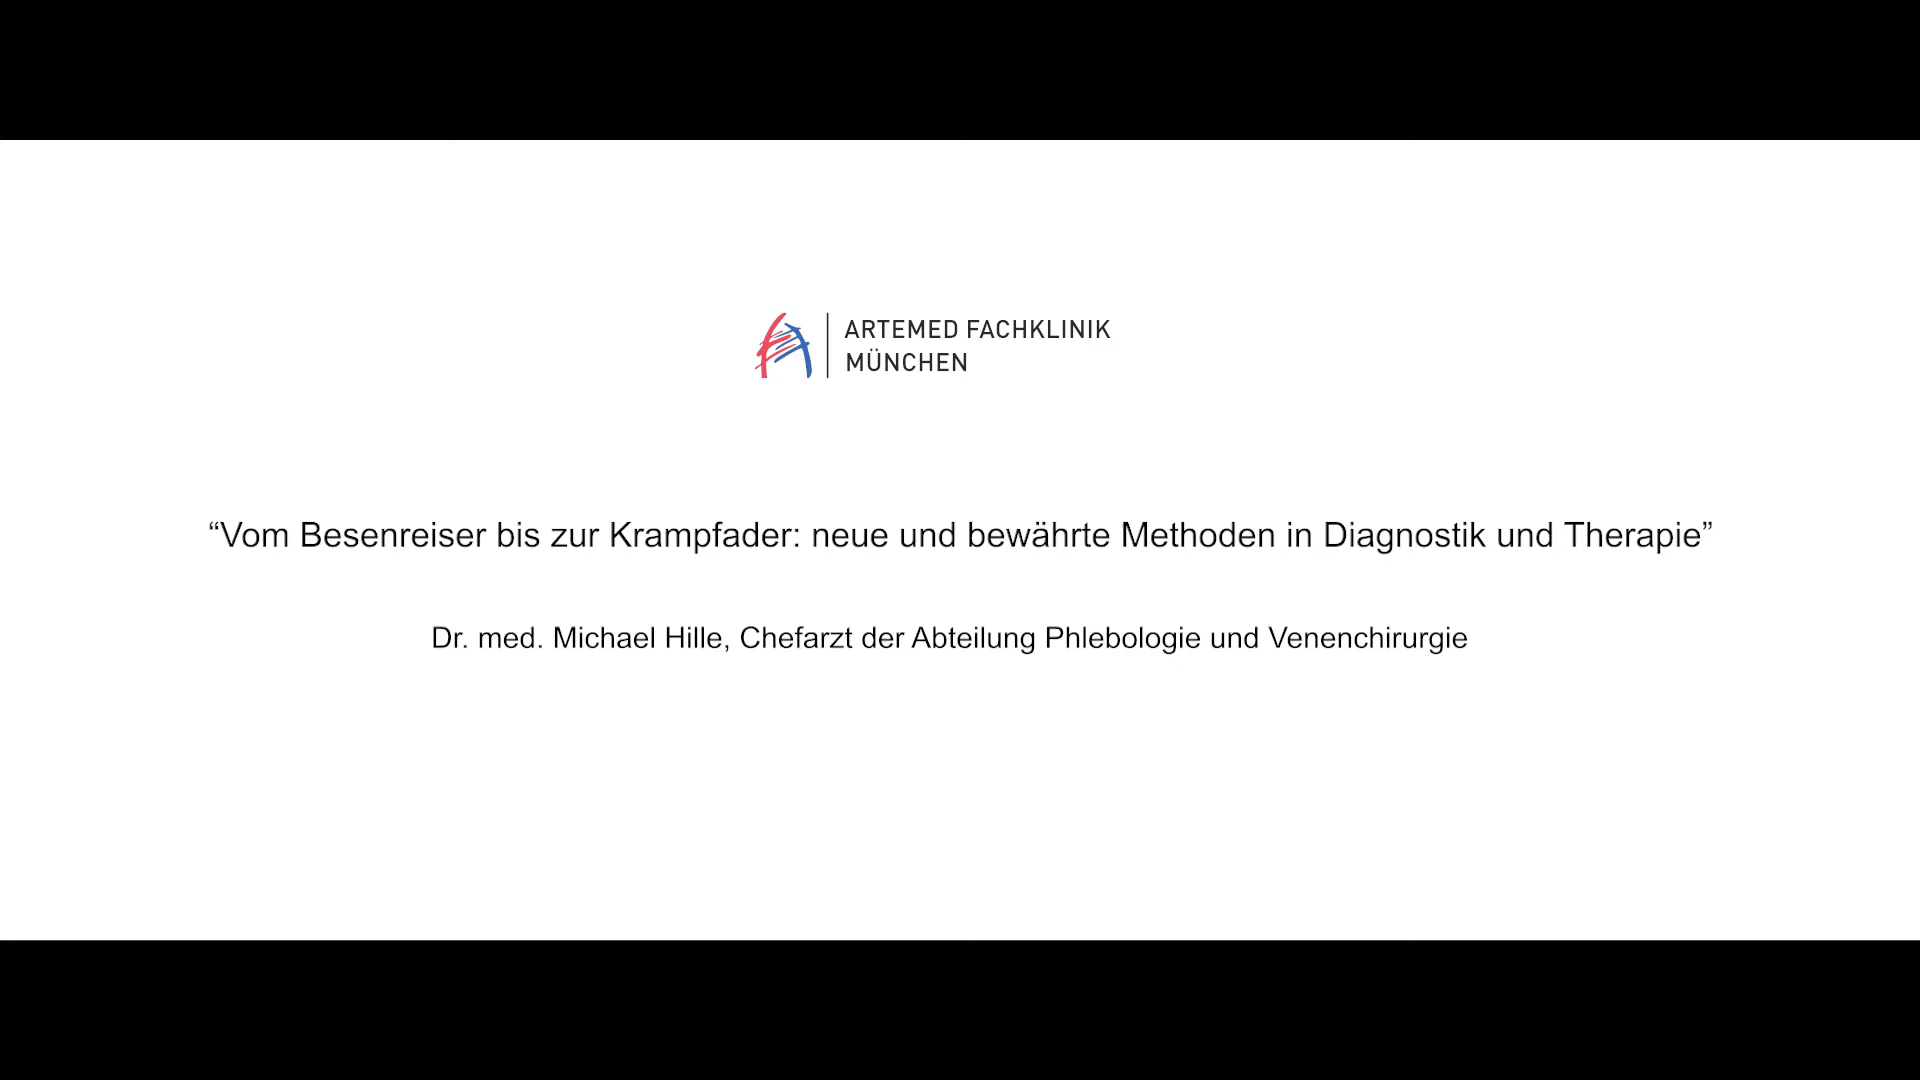 ARTEMED FACHKLINIK
MÜNCHEN
“Vom Besenreiser bis zur Krampfader: neue und bewährte Methoden in Diagnostik und Therapie”
Dr. med. Michael Hille, Chefarzt der Abteilung Phlebologie und Venenchirurgie